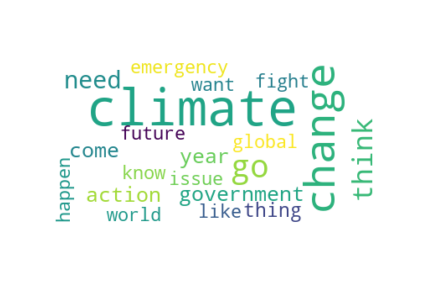 emergency
need
want
fight
climate
change
future
global
think
come
year
go
know
issue
happen
action
government
world
like
thing